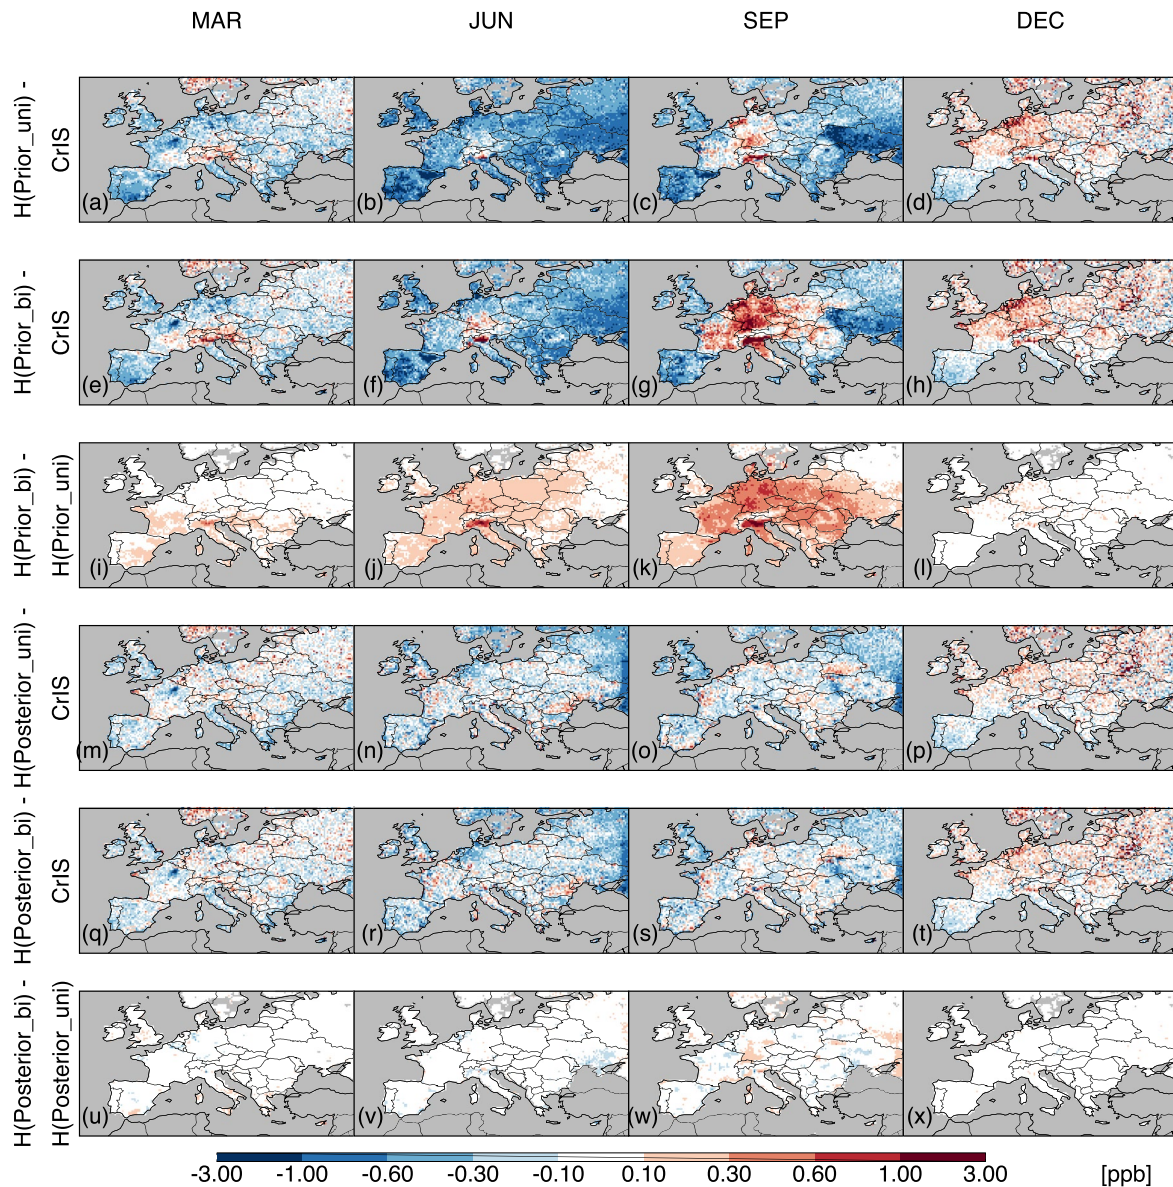 MAR JUN SEP DEC
H(Prior_uni) -
CrIS
(a) (b) (c) (d)
H(Prior_bi) -
CrIS
(e) (f) (g) (h)
H(Prior_bi) -
H(Prior_uni)
(i) (j) (k) (l)
H(Posterior_uni) -
CrIS
(m) (n) (o) (p)
H(Posterior_bi) -
CrIS
(q) (r) (s) (t)
H(Posterior_bi) -
H(Posterior_uni)
(u) (v) (w) (x)
-3.00 -1.00 -0.60 -0.30 -0.10 0.10 0.30 0.60 1.00 3.00 [ppb]